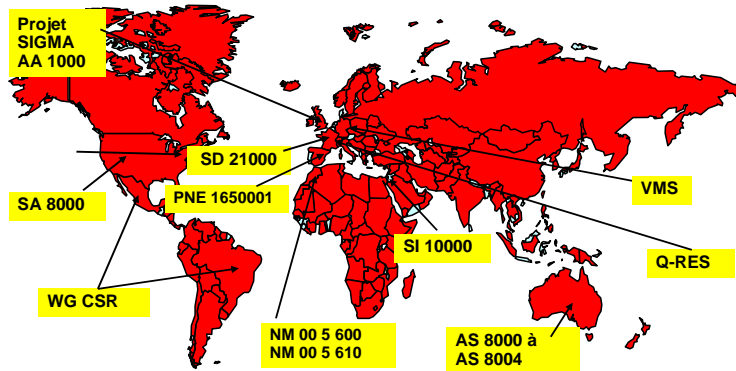 Projet
SIGMA
AA 1000
SD 21000
VMS
SA 8000
PNE 1650001
SI 10000
Q-RES
WG CSR
NM 00 5 600
NM 00 5 610
AS 8000 à
AS 8004